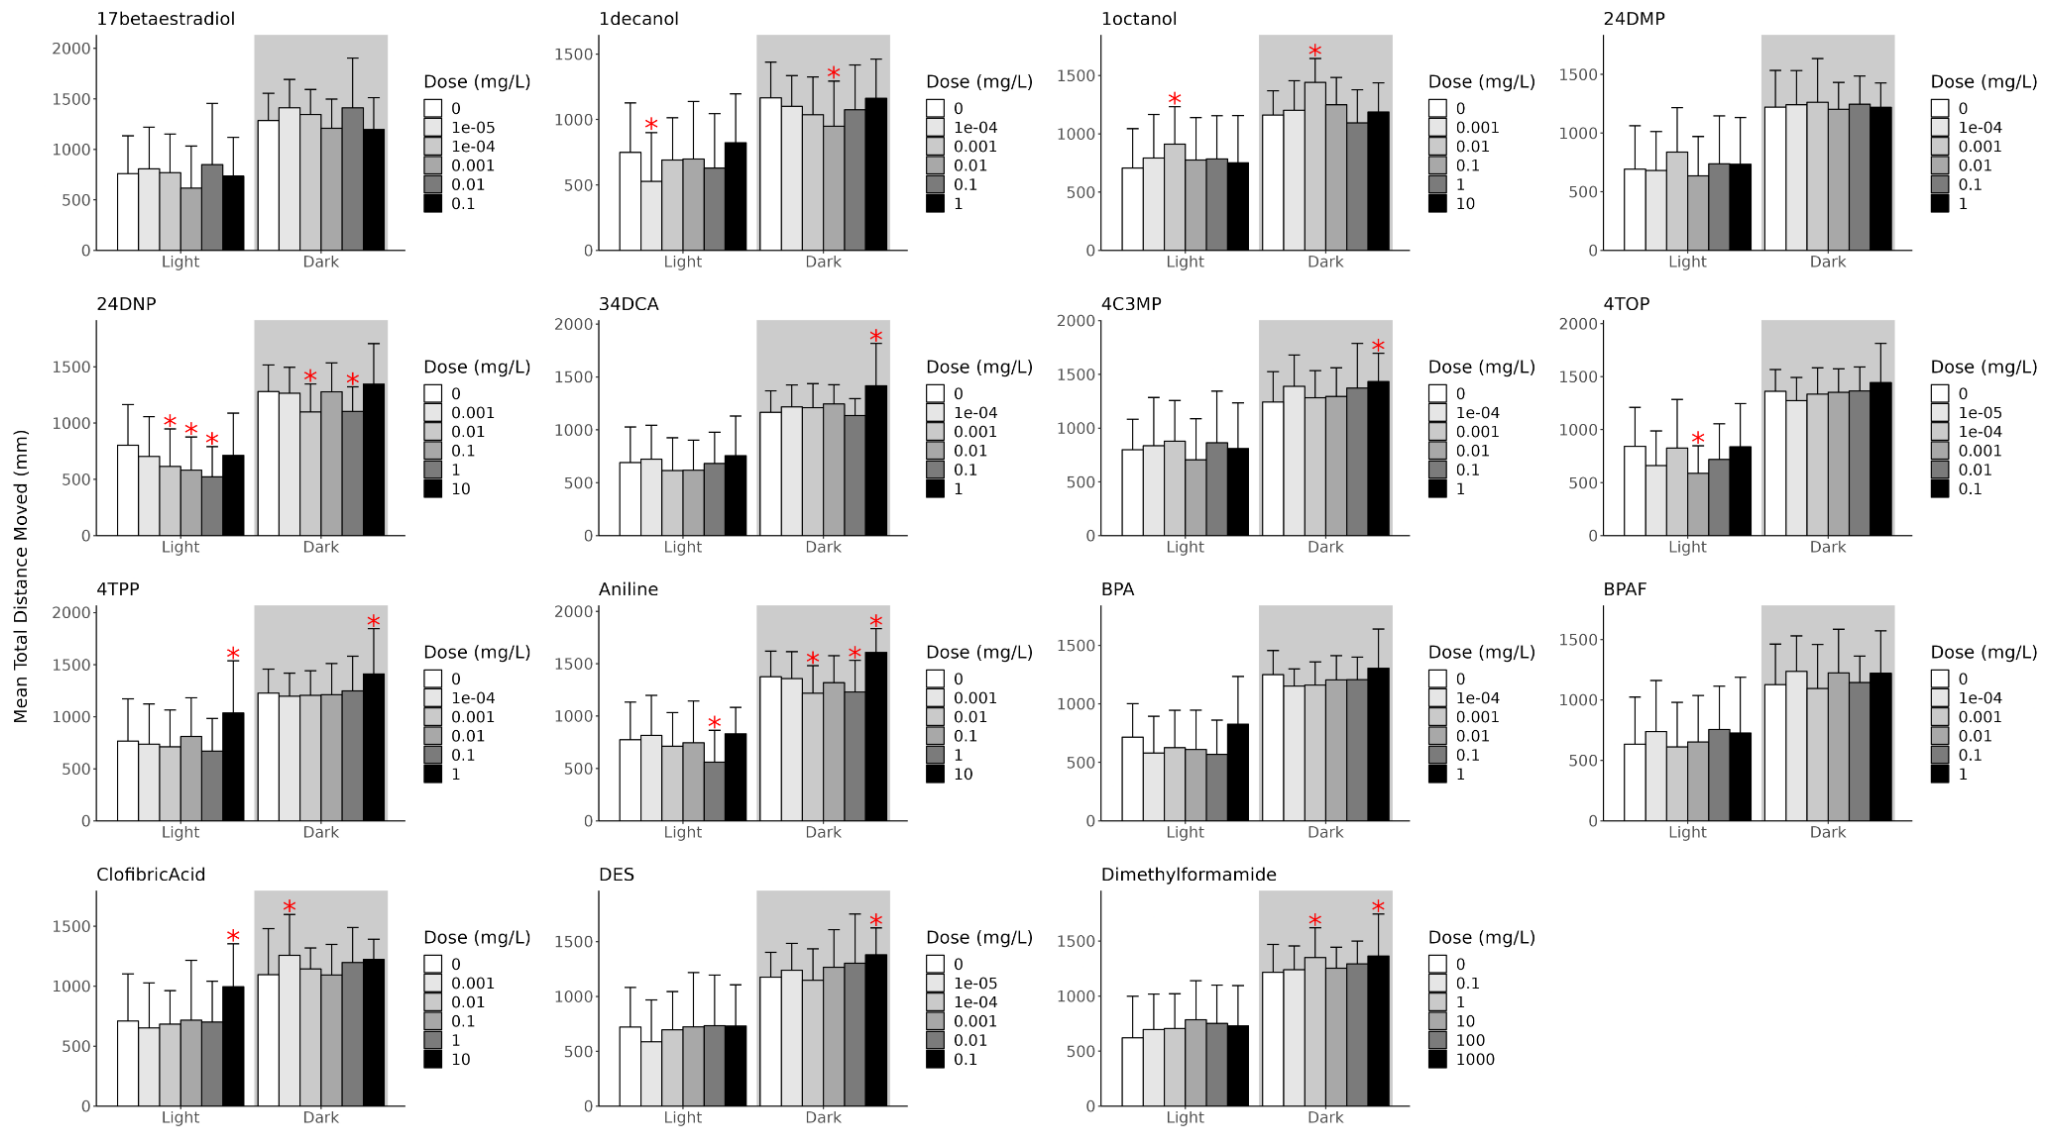 17betaestradiol
2000
1500
1000
500
0
Light
Dark
Dose (mg/L)
0
1e-05
1e-04
0.001
0.01
0.1
1decanol
1500
1000
500
0
Light
Dark
Dose (mg/L)
0
1e-04
0.001
0.01
0.1
1
1octanol
1500
1000
500
0
Light
Dark
Dose (mg/L)
0
0.001
0.01
0.1
1
10
24DMP
1500
1000
500
0
Light
Dark
Dose (mg/L)
0
1e-04
0.001
0.01
0.1
1
Mean Total Distance Moved (mm)
24DNP
1500
1000
500
0
Light
Dark
Dose (mg/L)
0
0.001
0.01
0.1
1
10
34DCA
2000
1500
1000
500
0
Light
Dark
Dose (mg/L)
0
1e-04
0.001
0.01
0.1
1
4C3MP
2000
1500
1000
500
0
Light
Dark
Dose (mg/L)
0
1e-04
0.001
0.01
0.1
1
4TOP
2000
1500
1000
500
0
Light
Dark
Dose (mg/L)
0
1e-05
1e-04
0.001
0.01
0.1
4TPP
2000
1500
1000
500
0
Light
Dark
Dose (mg/L)
0
1e-04
0.001
0.01
0.1
1
Aniline
2000
1500
1000
500
0
Light
Dark
Dose (mg/L)
0
0.001
0.01
0.1
1
10
BPA
1500
1000
500
0
Light
Dark
Dose (mg/L)
0
1e-04
0.001
0.01
0.1
1
BPAF
1500
1000
500
0
Light
Dark
Dose (mg/L)
0
1e-04
0.001
0.01
0.1
1
ClofibricAcid
1500
1000
500
0
Light
Dark
Dose (mg/L)
0
0.001
0.01
0.1
1
10
DES
1500
1000
500
0
Light
Dark
Dose (mg/L)
0
1e-05
1e-04
0.001
0.01
0.1
Dimethylformamide
1500
1000
500
0
Light
Dark
Dose (mg/L)
0
0.1
1
10
100
1000